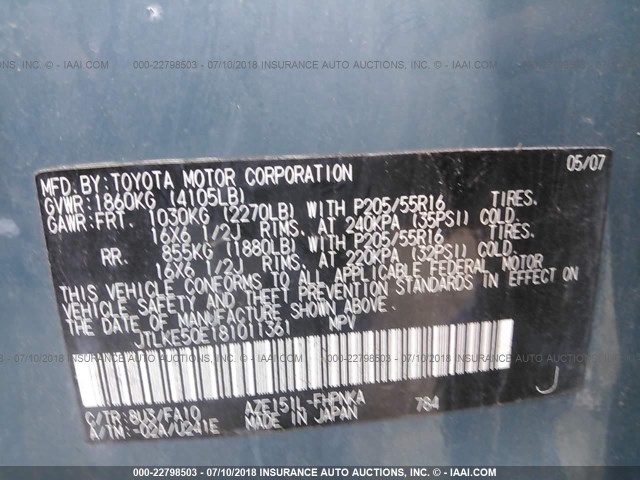 000-22798503 - 07/10/2018 INSURANCE AUTO AUCTIONS, INC. - IAAI.COM
05/07
MFD.BY:TOYOTA MOTOR CORPORATION
GVWR:1860KG (4105LB)
GAWR:FRT. 1030KG (2270LB) WITH P205/55R16 TIRES.
16X6 1/2J RIMS. AT 240KPA (35PSI) COLD.
RR. 855KG (1880LB) WITH P205/55R16 TIRES.
16X6 1/2J RIMS. AT 220KPA (32PSI) COLD.
THIS VEHICLE CONFORMS TO ALL APPLICABLE FEDERAL MOTOR
VEHICLE SAFETY AND THEFT PREVENTION STANDARDS IN EFFECT ON
THE DATE OF MANUFACTURE SHOWN ABOVE.
JTLKE50E181011361 MPV
C/TR:8U3/FA10 AZE151L-FHPNKA 784
A/TM:-02A/U241E MADE IN JAPAN J
000-22798503 - 07/10/2018 INSURANCE AUTO AUCTIONS, INC. - IAAI.COM